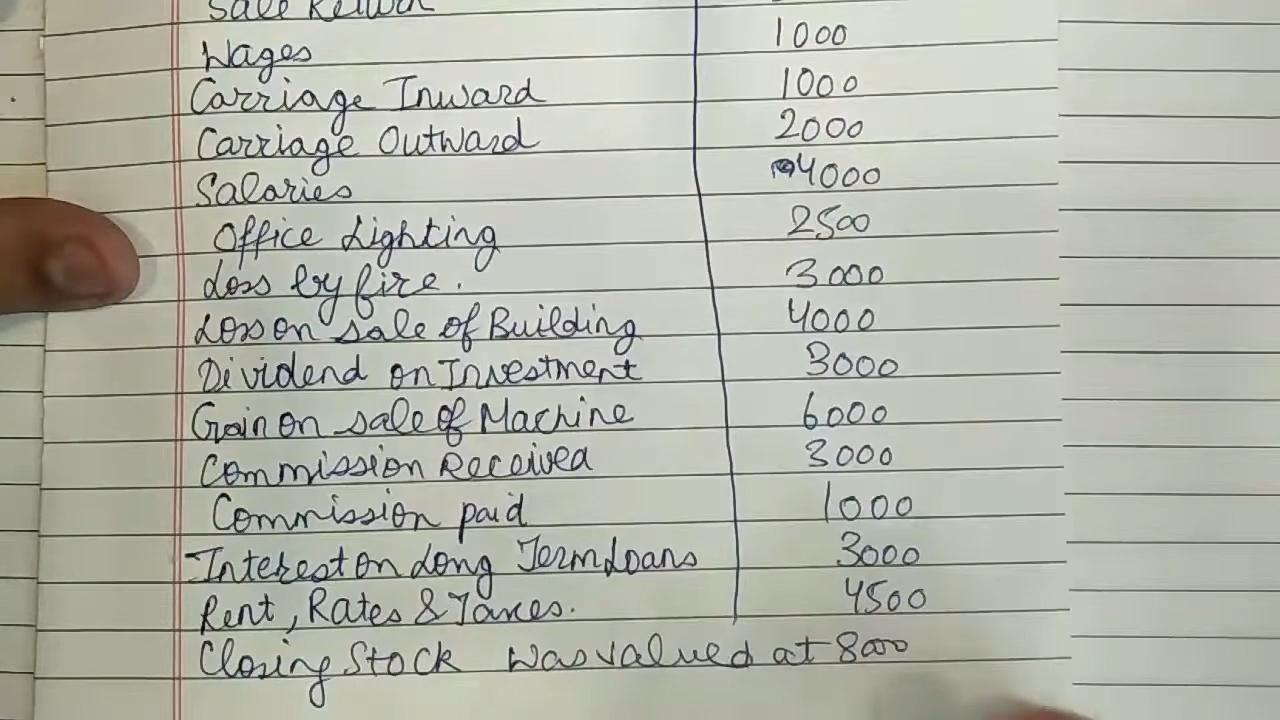 Sale Return
Wages 1000
Carriage Inward 1000
Carriage Outward 2000
Salaries 4000
Office Lighting 2500
Loss by fire. 3000
Loss on sale of Building 4000
Dividend on Investment 3000
Gain on sale of Machine 6000
Commission Received 3000
Commission paid 1000
Interest on Long Term Loans 3000
Rent, Rates & Taxes. 4500
Closing Stock was valued at 8000